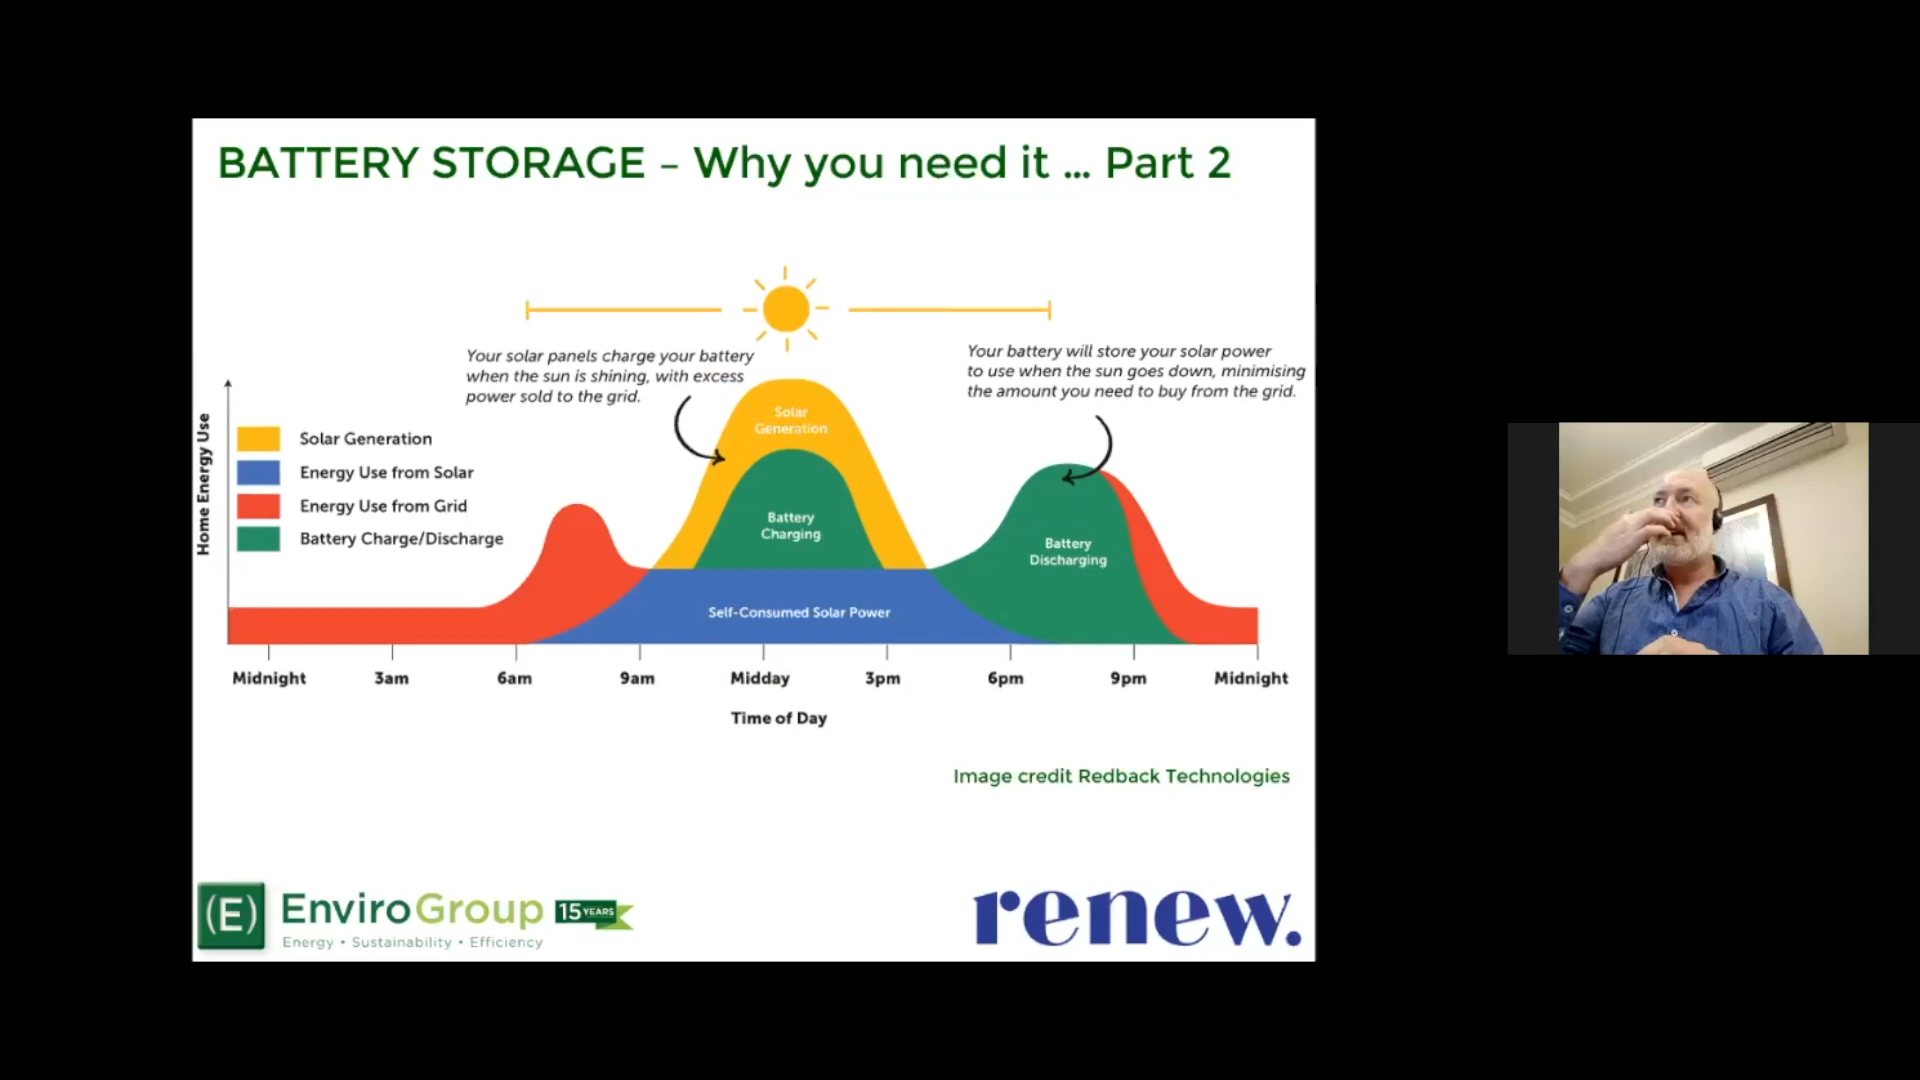 BATTERY STORAGE – Why you need it ... Part 2
Your solar panels charge your battery
when the sun is shining, with excess
power sold to the grid.
Your battery will store your solar power
to use when the sun goes down, minimising
the amount you need to buy from the grid.
Home Energy Use
Solar Generation
Energy Use from Solar
Energy Use from Grid
Battery Charge/Discharge
Solar
Generation
Battery
Charging
Battery
Discharging
Self-Consumed Solar Power
Midnight 3am 6am 9am Midday 3pm 6pm 9pm Midnight
Time of Day
Image credit Redback Technologies
(E) EnviroGroup 15 YEARS
Energy • Sustainability • Efficiency
renew.